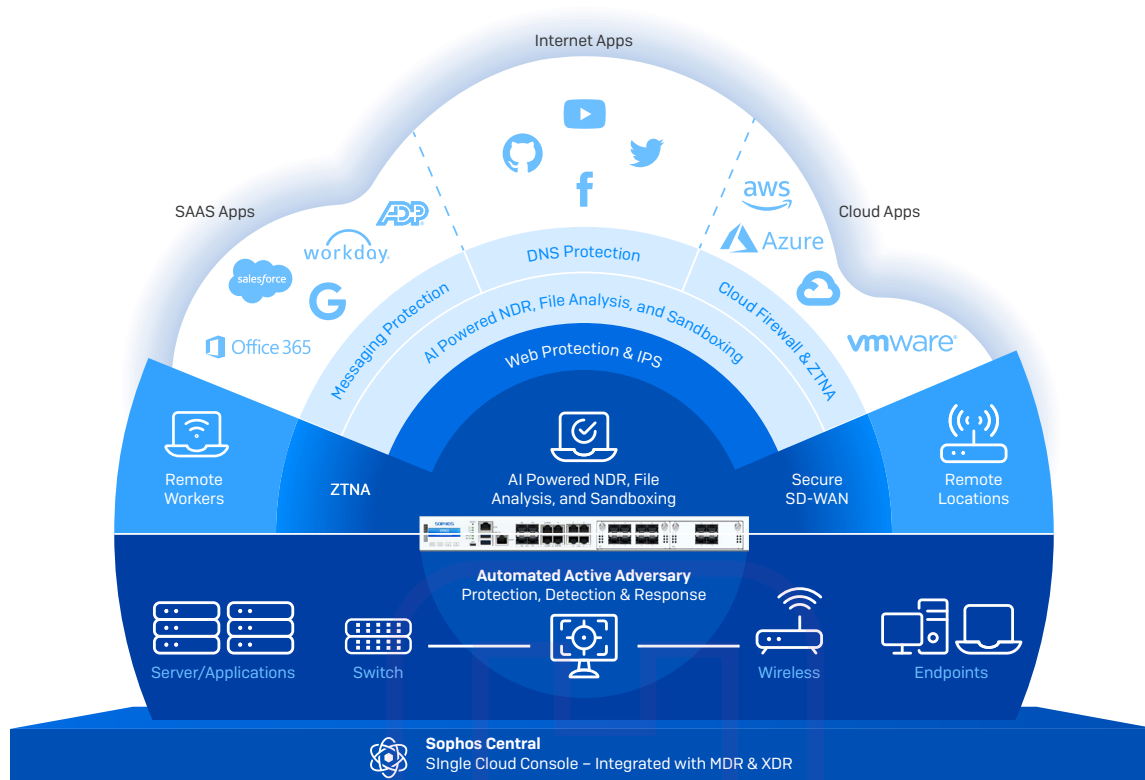 Internet Apps
SAAS Apps
Cloud Apps
ADP
workday.
salesforce
G
Office 365
aws
Azure
vmware®
DNS Protection
Messaging Protection
Cloud Firewall & ZTNA
AI Powered NDR, File Analysis, and Sandboxing
Web Protection & IPS
Remote
Workers
ZTNA
AI Powered NDR, File
Analysis, and Sandboxing
Secure
SD-WAN
Remote
Locations
SOPHOS
Automated Active Adversary
Protection, Detection & Response
Server/Applications
Switch
Wireless
Endpoints
Sophos Central
SIngle Cloud Console – Integrated with MDR & XDR